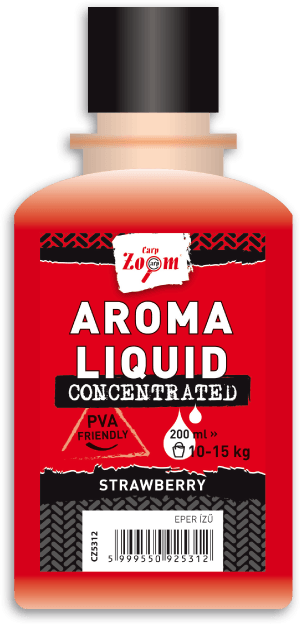 Carp
Zoom
Carp
AROMA
LIQUID
CONCENTRATED
PVA
FRIENDLY
200 ml »
10-15 kg
STRAWBERRY
EPER ÍZŰ
CZ5312
5 999550 925312